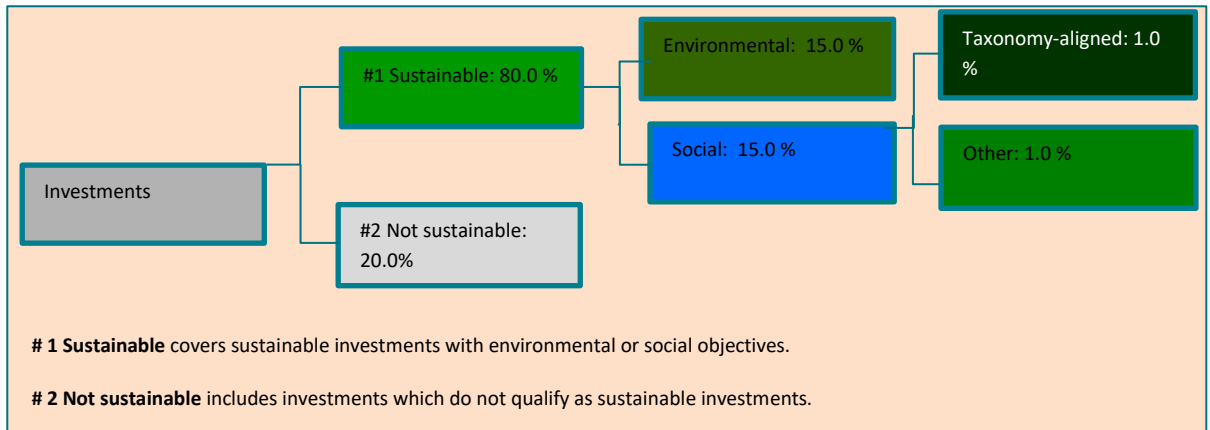 Investments
#1 Sustainable: 80.0 %
#2 Not sustainable:
20.0%
Environmental:  15.0 %
Social:  15.0 %
Taxonomy-aligned: 1.0
%
Other: 1.0 %
# 1 Sustainable covers sustainable investments with environmental or social objectives.
# 2 Not sustainable includes investments which do not qualify as sustainable investments.